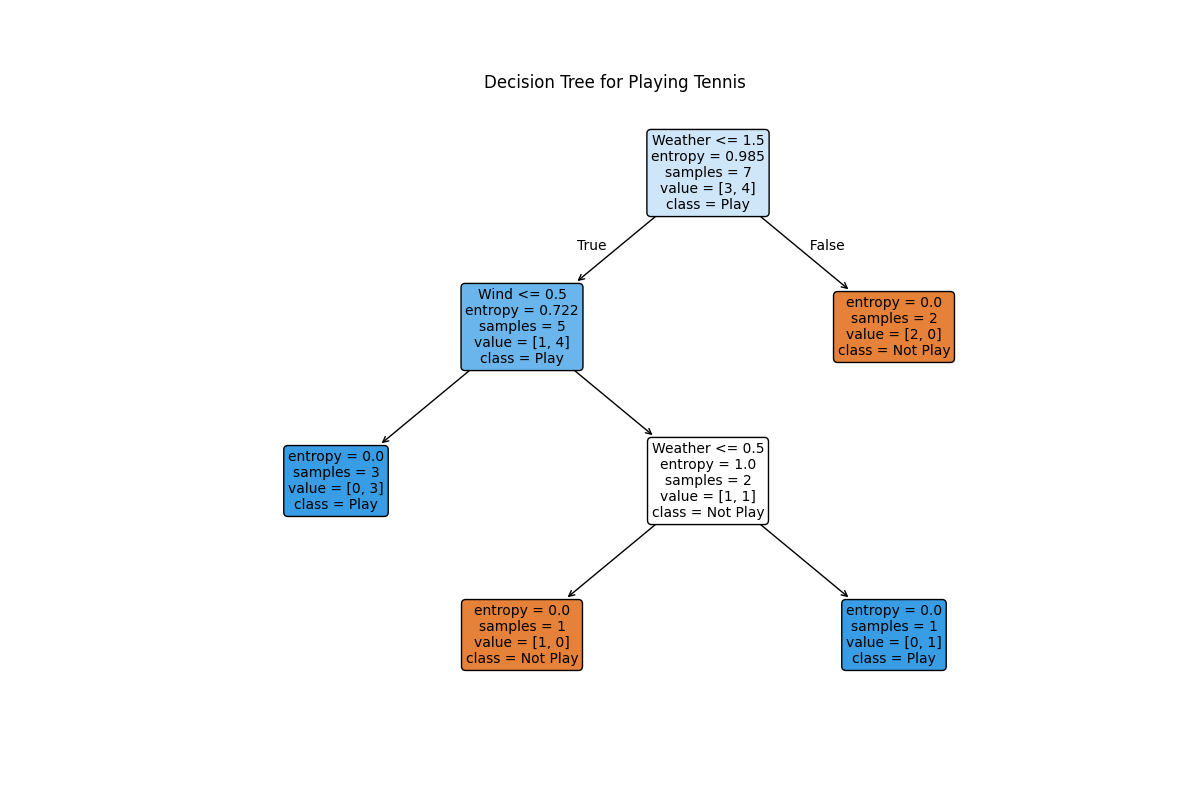 Decision Tree for Playing Tennis
Weather <= 1.5
entropy = 0.985
samples = 7
value = [3, 4]
class = Play
True
False
Wind <= 0.5
entropy = 0.722
samples = 5
value = [1, 4]
class = Play
entropy = 0.0
samples = 2
value = [2, 0]
class = Not Play
entropy = 0.0
samples = 3
value = [0, 3]
class = Play
Weather <= 0.5
entropy = 1.0
samples = 2
value = [1, 1]
class = Not Play
entropy = 0.0
samples = 1
value = [1, 0]
class = Not Play
entropy = 0.0
samples = 1
value = [0, 1]
class = Play